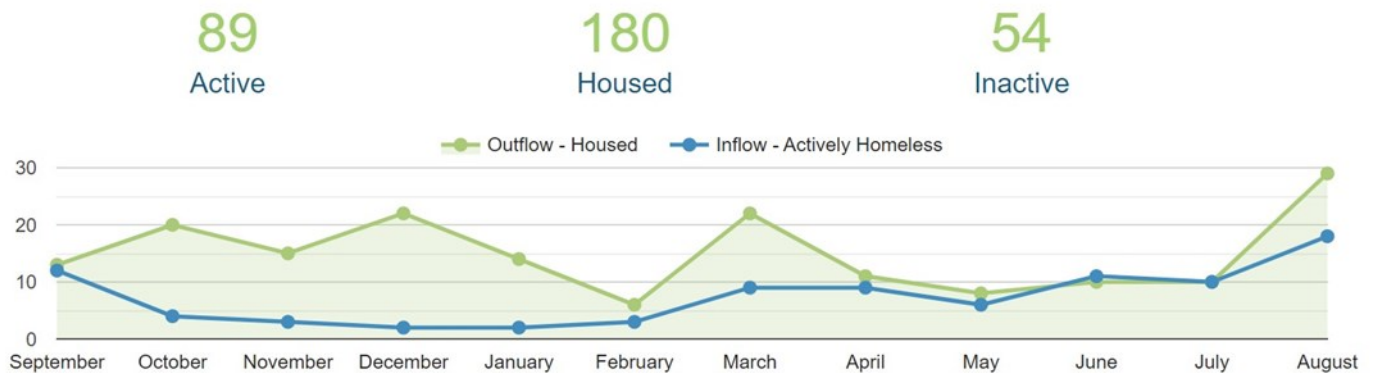 89 180 54
Active Housed Inactive
Outflow - Housed Inflow - Actively Homeless
30
20
10
0
September October November December January February March April May June July August